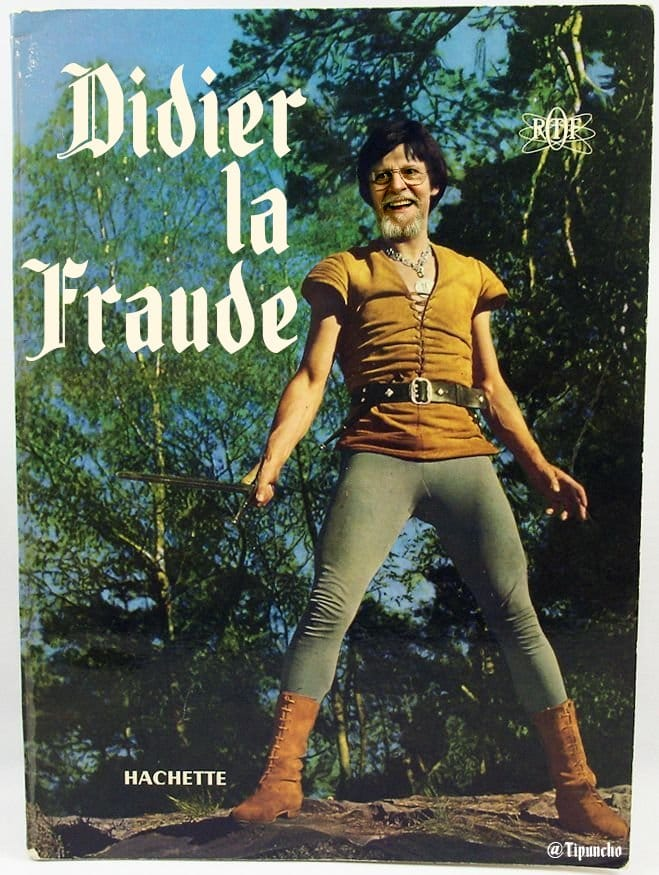 Didier
la
Fraude
RTF
HACHETTE
@Tipuncho